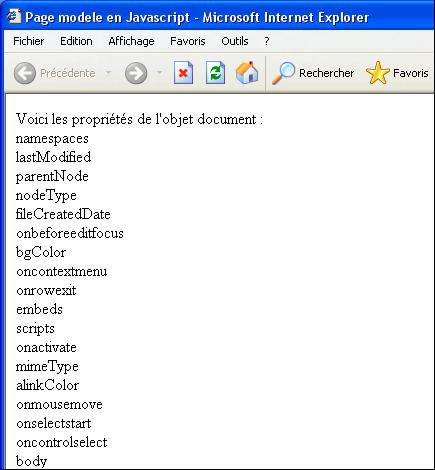 Page modele en Javascript - Microsoft Internet Explorer
Fichier Edition Affichage Favoris Outils ?
Précédente Rechercher Favoris
Voici les propriétés de l'objet document :
namespaces
lastModified
parentNode
nodeType
fileCreatedDate
onbeforeeditfocus
bgColor
oncontextmenu
onrowexit
embeds
scripts
onactivate
mimeType
alinkColor
onmousemove
onselectstart
oncontrolselect
body